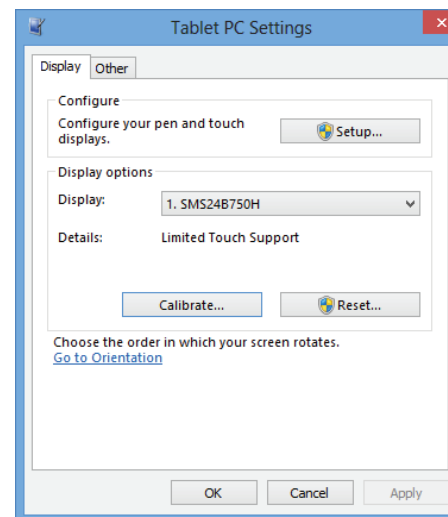 Tablet PC Settings
Display Other
Configure
Configure your pen and touch
displays.
Setup...
Display options
Display:
1. SMS24B750H
Details:
Limited Touch Support
Calibrate...
Reset...
Choose the order in which your screen rotates.
Go to Orientation
OK Cancel Apply